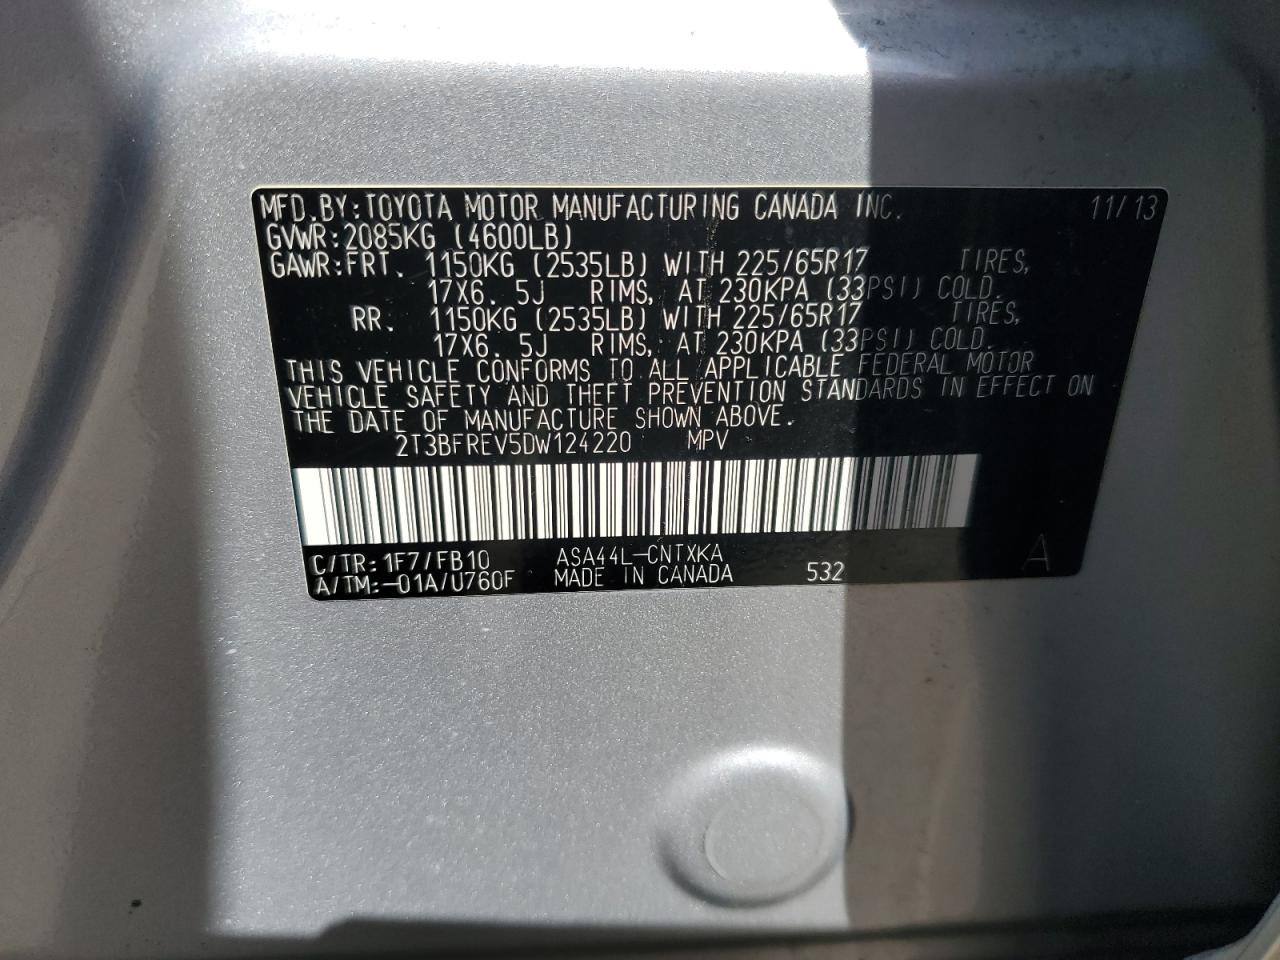 MFD. BY: TOYOTA MOTOR MANUFACTURING CANADA INC. 11/13
GVWR: 2085KG (4600LB)
GAWR: FRT. 1150KG (2535LB) WITH 225/65R17 TIRES,
17X6. 5J RIMS, AT 230KPA (33PSI) COLD.
RR. 1150KG (2535LB) WITH 225/65R17 TIRES,
17X6. 5J RIMS, AT 230KPA (33PSI) COLD.
THIS VEHICLE CONFORMS TO ALL APPLICABLE FEDERAL MOTOR
VEHICLE SAFETY AND THEFT PREVENTION STANDARDS IN EFFECT ON
THE DATE OF MANUFACTURE SHOWN ABOVE.
2T3BFREV5DW124220 MPV
C/TR: 1F7/FB10 ASA44L-CNTXKA A
A/TM: -01A/U760F MADE IN CANADA 532